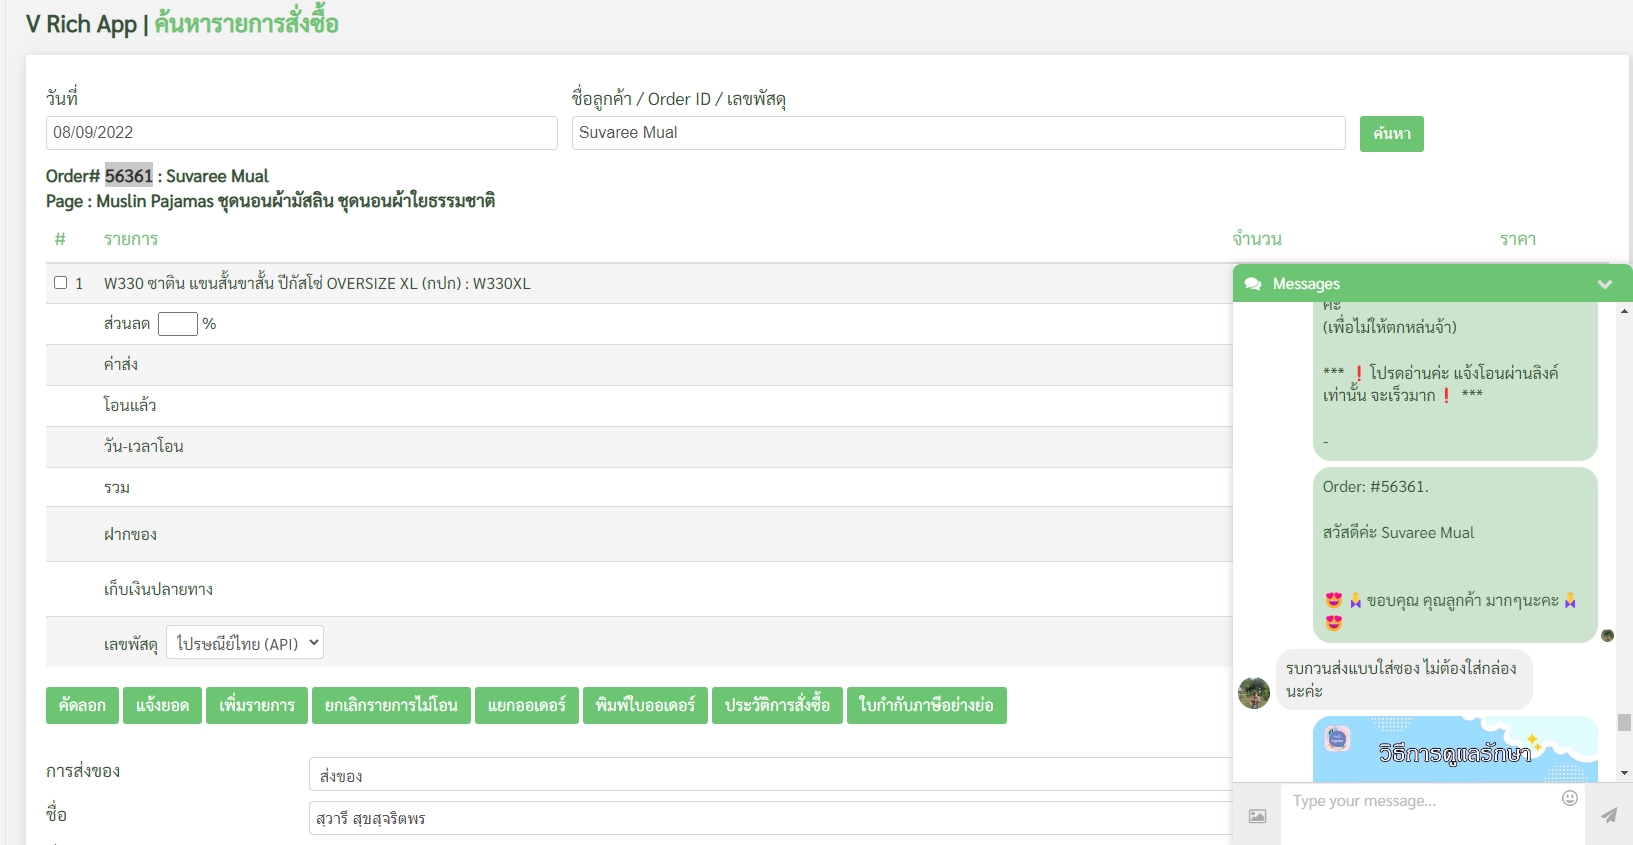 V Rich App | ค้นหารายการสั่งซื้อ
วันที่
ชื่อลูกค้า / Order ID / เลขพัสดุ
08/09/2022
Suvaree Mual
ค้นหา
Order# 56361 : Suvaree Mual
Page : Muslin Pajamas ชุดนอนผ้ามัสลิน ชุดนอนผ้าใยธรรมชาติ
# รายการ จำนวน ราคา
1 W330 ซาติน แขนสั้นขาสั้น ปีกัสโซ่ OVERSIZE XL (กปก) : W330XL
ส่วนลด %
ค่าส่ง
โอนแล้ว
วัน-เวลาโอน
รวม
ฝากของ
เก็บเงินปลายทาง
เลขพัสดุ ไปรษณีย์ไทย (API)
คัดลอก แจ้งยอด เพิ่มรายการ ยกเลิกรายการไม่โอน แยกออเดอร์ พิมพ์ใบออเดอร์ ประวัติการสั่งซื้อ ใบกำกับภาษีอย่างย่อ
การส่งของ ส่งของ
ชื่อ สุวารี สุขสุจริตพร
Messages
คะ
(เพื่อไม่ให้ตกหล่นจ้า)
*** ❗ โปรดอ่านค่ะ แจ้งโอนผ่านลิงค์
เท่านั้น จะเร็วมาก ❗ ***
-
Order: #56361.
สวัสดีค่ะ Suvaree Mual
😍🙏 ขอบคุณ คุณลูกค้า มากๆนะคะ 🙏
😍
รบกวนส่งแบบใส่ซอง ไม่ต้องใส่กล่อง
นะค่ะ
วิธีการดูแลรักษา
Type your message...